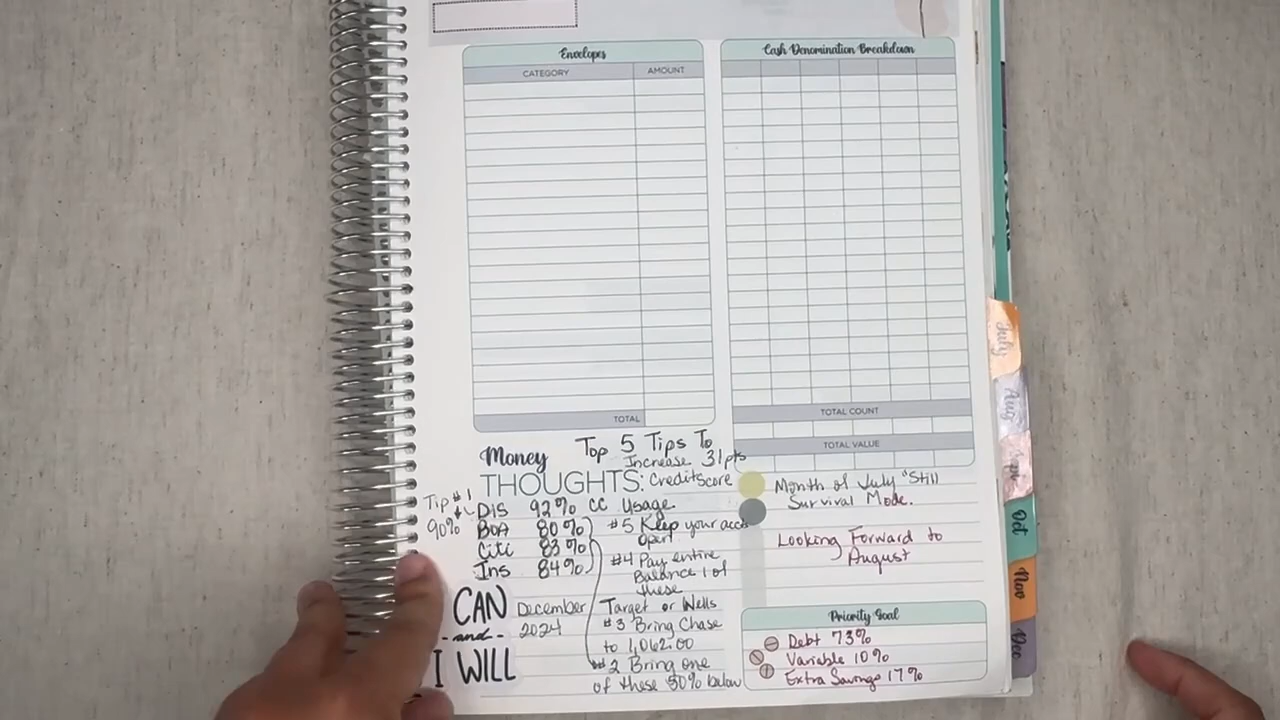 Envelopes
CATEGORY AMOUNT
TOTAL
Cash Denomination Breakdown
TOTAL COUNT
TOTAL VALUE
Money
THOUGHTS:
Top 5 Tips To
Increase 31pts
Credit Score
Tip #1
90%
DIS 92% CC Usage
BOA 80%
Citi 83%
Ins 84%
#5 Keep your accts
open
#4 Pay entire
Balance 1 of
these
Target or Wells
#3 Bring Chase
to 1,062.00
#2 Bring one
of these 50% below
CAN
- and -
I WILL
December
2024
Month of July "Still
Survival Mode.
Looking Forward to
August
Priority Goal
Debt 73%
Variable 10%
Extra Savings 17%
July
Aug
Oct
Nov
Dec